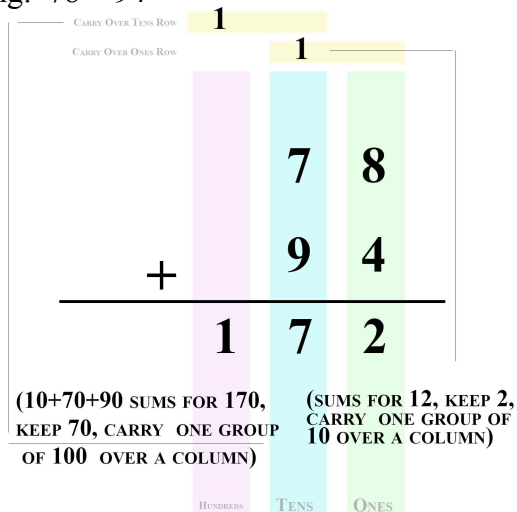 Carry Over Tens Row 1
Carry Over Ones Row 1
7 8
+ 9 4
1 7 2
(10+70+90 sums for 170,
keep 70, carry one group
of 100 over a column)
(sums for 12, keep 2,
carry one group of
10 over a column)
Hundreds Tens Ones